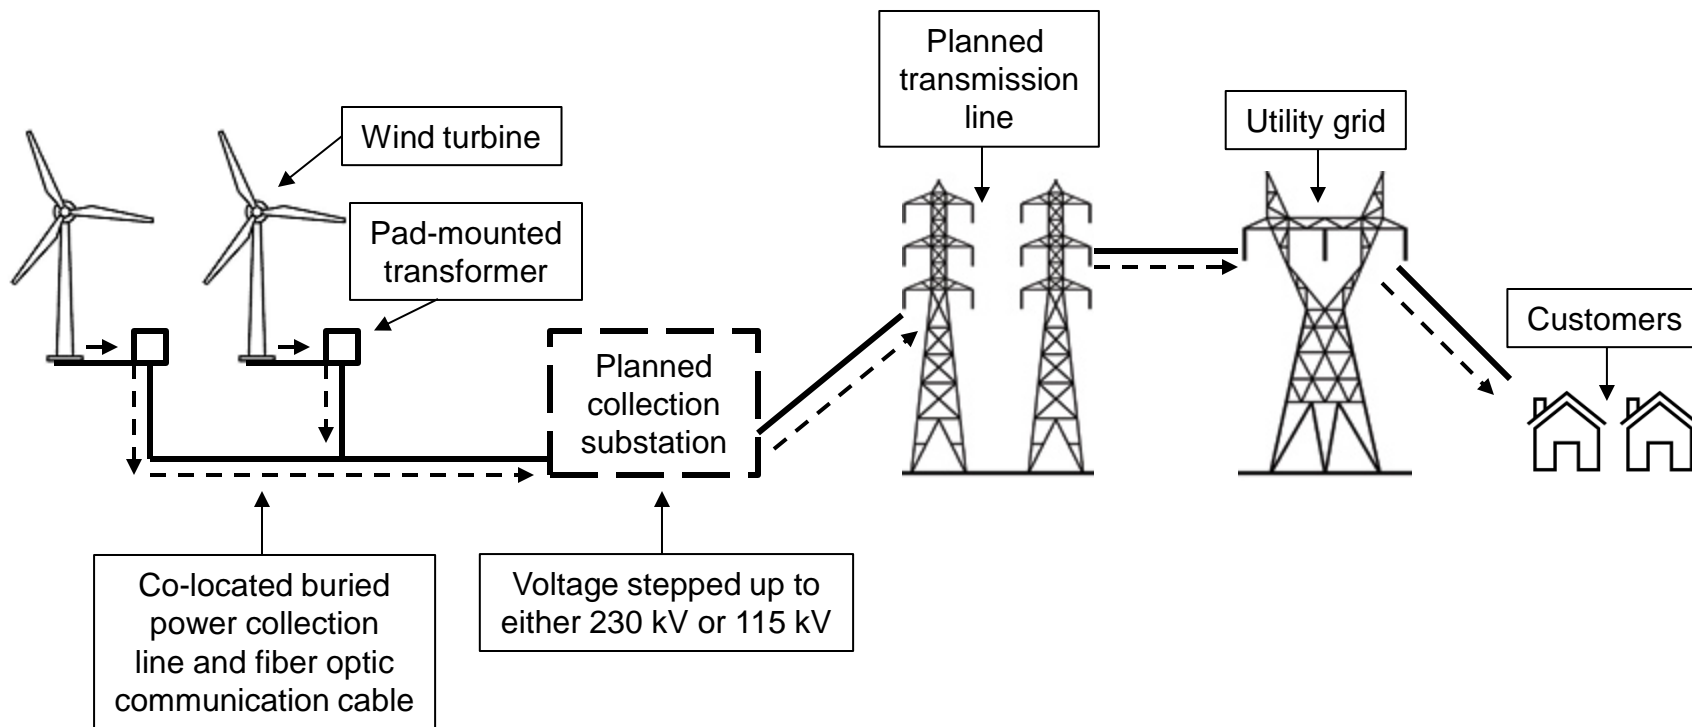 Planned
transmission
line
Utility grid
Wind turbine
Pad-mounted
transformer
Customers
Planned
collection
substation
Co-located buried
power collection
line and fiber optic
communication cable
Voltage stepped up to
either 230 kV or 115 kV